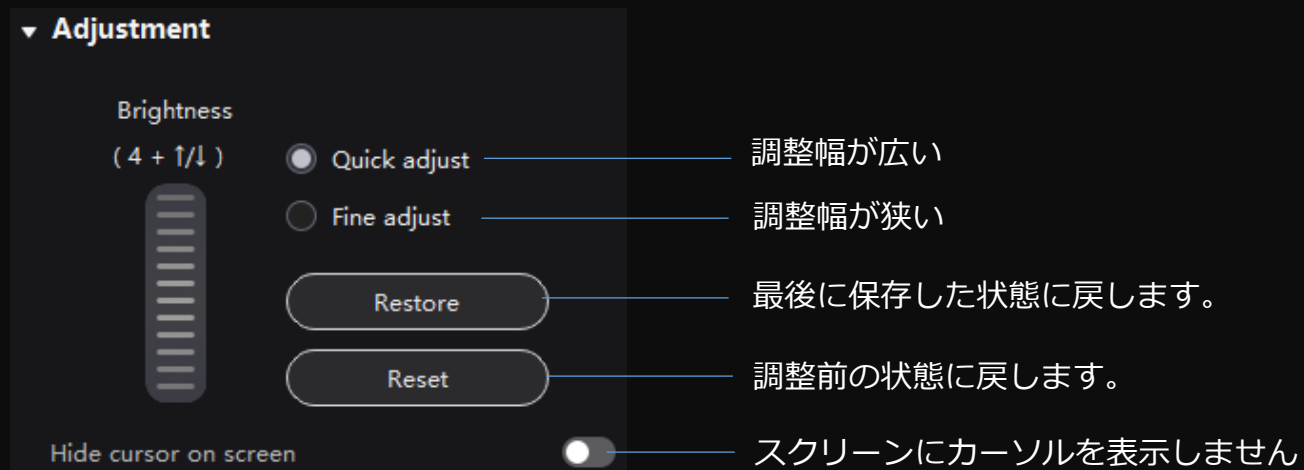 Adjustment
Brightness
( 4 + ↑/↓ )
Quick adjust
調整幅が広い
Fine adjust
調整幅が狭い
Restore
最後に保存した状態に戻します。
Reset
調整前の状態に戻します。
Hide cursor on screen
スクリーンにカーソルを表示しません